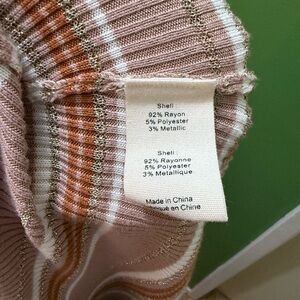 Shell :
92% Rayon
5% Polyester
3% Metallic
Shell :
92% Rayonne
5% Polyester
3% Metallique
Made in China
en Chine